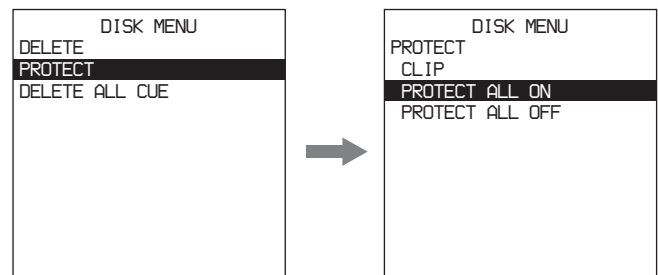 DISK MENU
DELETE
PROTECT
DELETE ALL CUE
DISK MENU
PROTECT
CLIP
PROTECT ALL ON
PROTECT ALL OFF